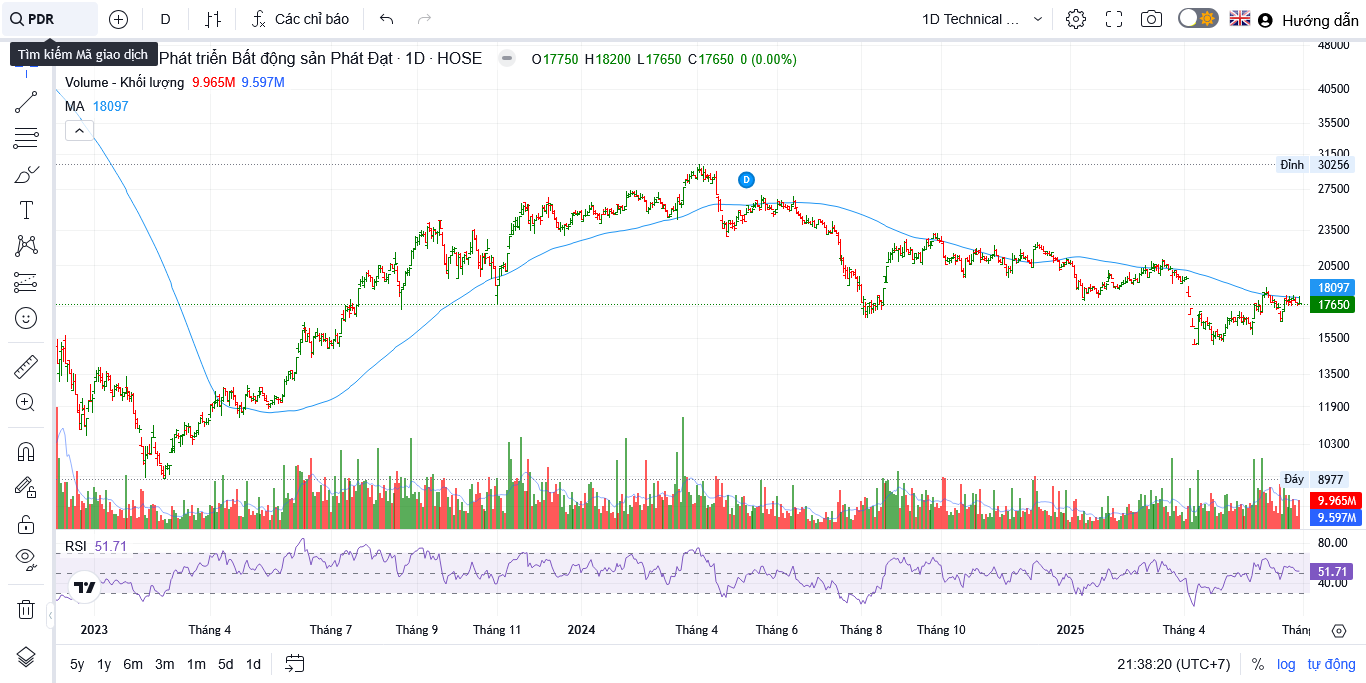 PDR D Các chỉ báo 1D Technical ... Hướng dẫn
Tìm kiếm Mã giao dịch
Phát triển Bất động sản Phát Đạt · 1D · HOSE O17750 H18200 L17650 C17650 0 (0.00%)
Volume - Khối lượng 9.965M 9.597M
MA 18097
D
48000
40500
35500
31500
Đỉnh 30256
27500
23500
20500
18097
17650
15500
13500
11900
10300
Đáy 8977
9.965M
9.597M
RSI 51.71
80.00
51.71
40.00
2023 Tháng 4 Tháng 7 Tháng 9 Tháng 11 2024 Tháng 4 Tháng 6 Tháng 8 Tháng 10 2025 Tháng 4 Tháng
5y 1y 6m 3m 1m 5d 1d 21:38:20 (UTC+7) % log tự động